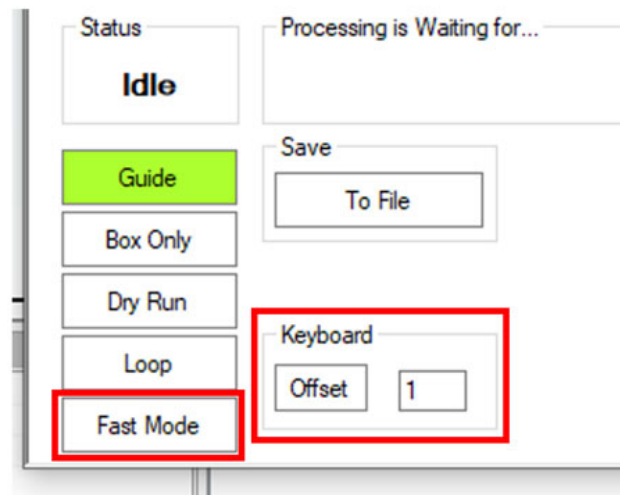 Status
Processing is Waiting for...
Idle
Save
Guide
To File
Box Only
Dry Run
Keyboard
Loop
Offset
1
Fast Mode